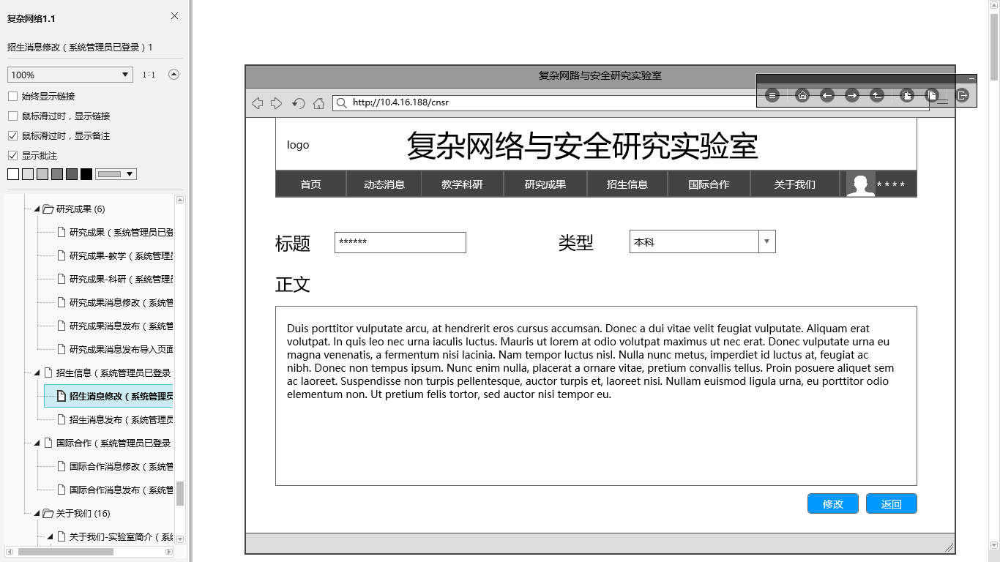 复杂网络1.1
招生消息修改（系统管理员已登录）1
100%
1:1
始终显示链接
鼠标滑过时，显示链接
鼠标滑过时，显示备注
显示批注
研究成果 (6)
研究成果（系统管理员已登
研究成果-教学（系统管理员
研究成果-科研（系统管理员
研究成果消息修改（系统管
研究成果消息发布（系统管
研究成果消息发布导入页面
招生信息（系统管理员已登录
招生消息修改（系统管理员
招生消息发布（系统管理员
国际合作（系统管理员已登录
国际合作消息修改（系统管
国际合作消息发布（系统管
关于我们 (16)
关于我们-实验室简介（系统
复杂网路与安全研究实验室
http://10.4.16.188/cnsr
logo
复杂网络与安全研究实验室
首页 动态消息 教学科研 研究成果 招生信息 国际合作 关于我们 * * * *
标题 ****** 类型 本科
正文
Duis porttitor vulputate arcu, at hendrerit eros cursus accumsan. Donec a dui vitae velit feugiat vulputate. Aliquam erat
volutpat. In quis leo nec urna iaculis luctus. Mauris ut lorem at odio volutpat maximus ut nec erat. Donec vulputate urna eu
magna venenatis, a fermentum nisi lacinia. Nam tempor luctus nisl. Nulla nunc metus, imperdiet id luctus at, feugiat ac
nibh. Donec non tempus ipsum. Nunc enim nulla, placerat a ornare vitae, pretium convallis tellus. Proin posuere aliquet sem
ac laoreet. Suspendisse non turpis pellentesque, auctor turpis et, laoreet nisi. Nullam euismod ligula urna, eu porttitor odio
elementum non. Ut pretium felis tortor, sed auctor nisi tempor eu.
修改 返回